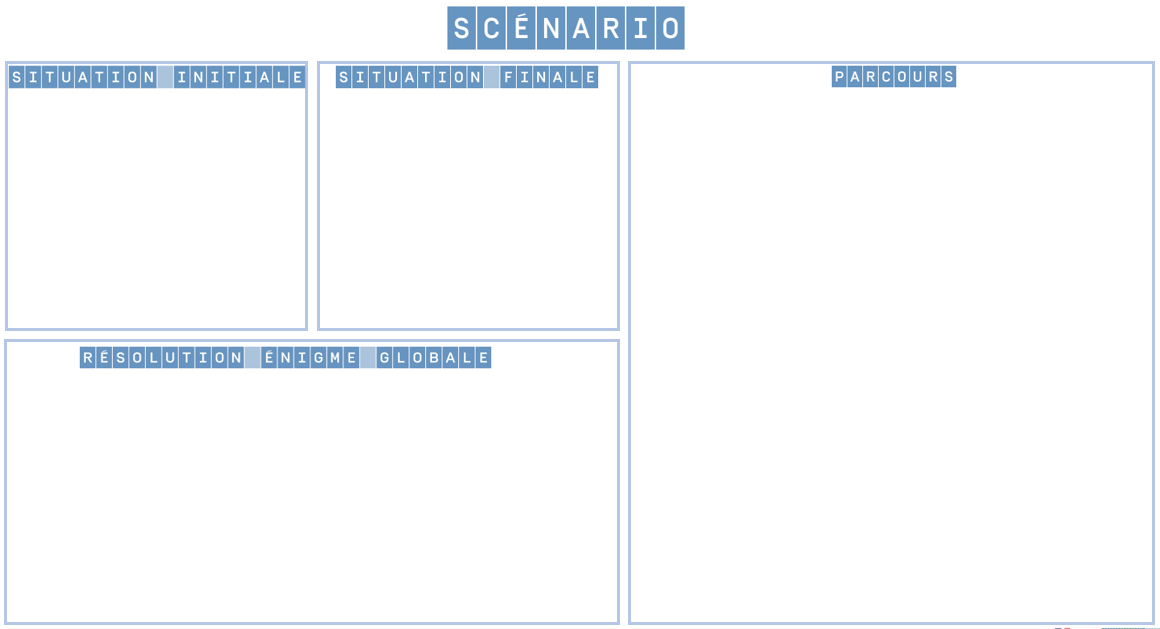 SCÉNARIO
SITUATION INITIALE
SITUATION FINALE
PARCOURS
RÉSOLUTION ÉNIGME GLOBALE